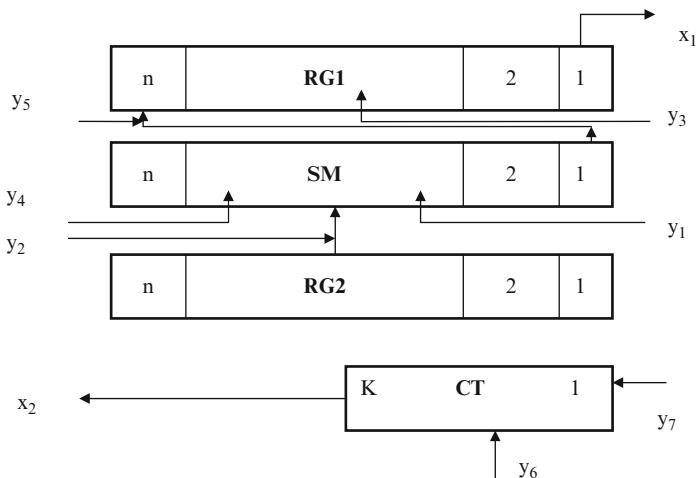 x1
n RG1 2 1
y5
y3
n SM 2 1
y4
y1
y2
n RG2 2 1
K CT 1
x2
y7
y6